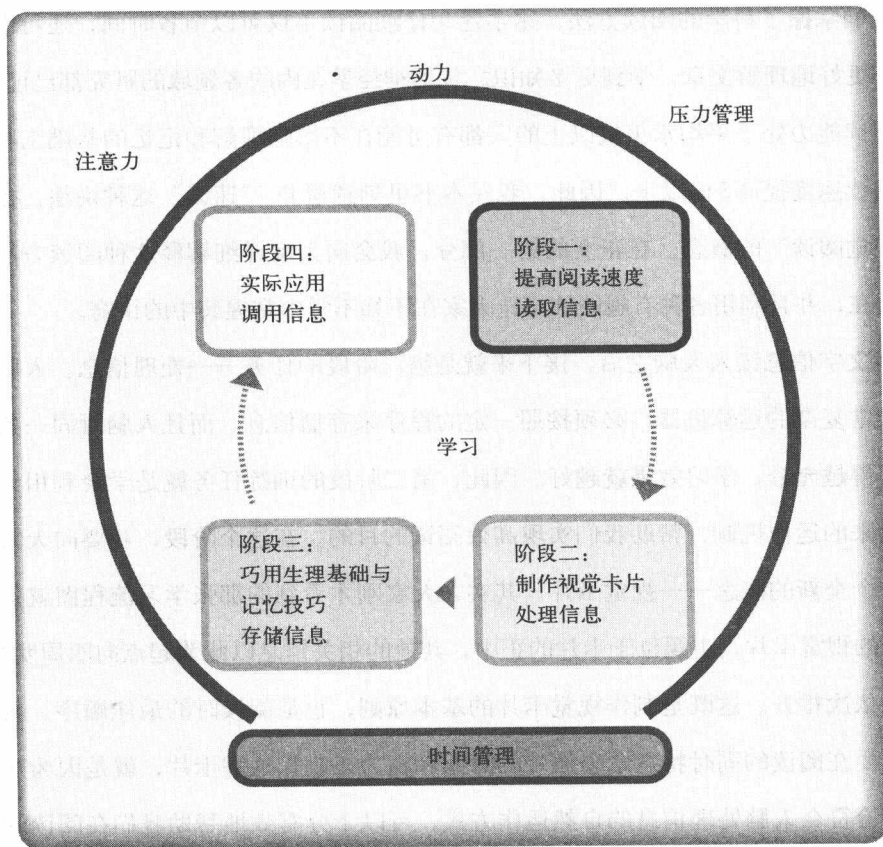 动力
压力管理
注意力
阶段四：
实际应用
调用信息
阶段一：
提高阅读速度
读取信息
学习
阶段三：
巧用生理基础与
记忆技巧
存储信息
阶段二：
制作视觉卡片
处理信息
时间管理